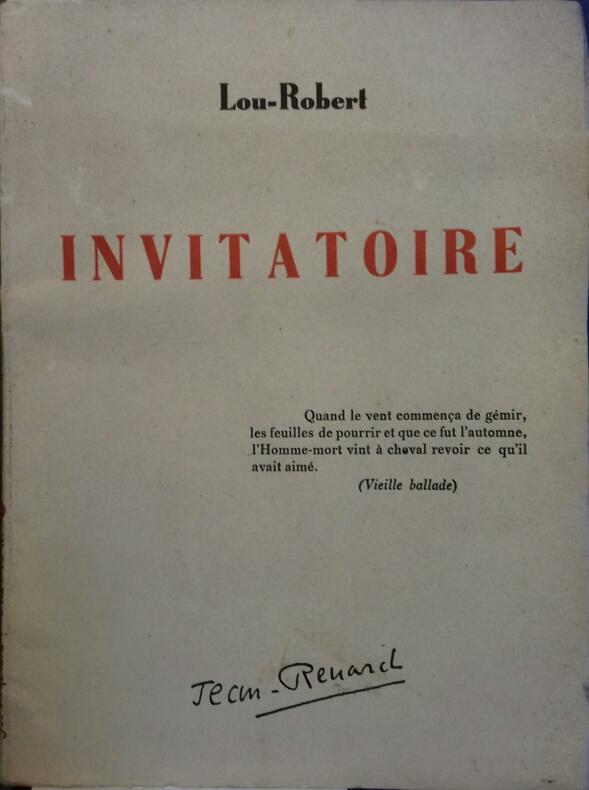 Lou-Robert
INVITATOIRE
Quand le vent commença de gémir,
les feuilles de pourrir et que ce fut l'automne,
l'Homme-mort vint à cheval revoir ce qu'il
avait aimé.
(Vieille ballade)
Jean-Renard